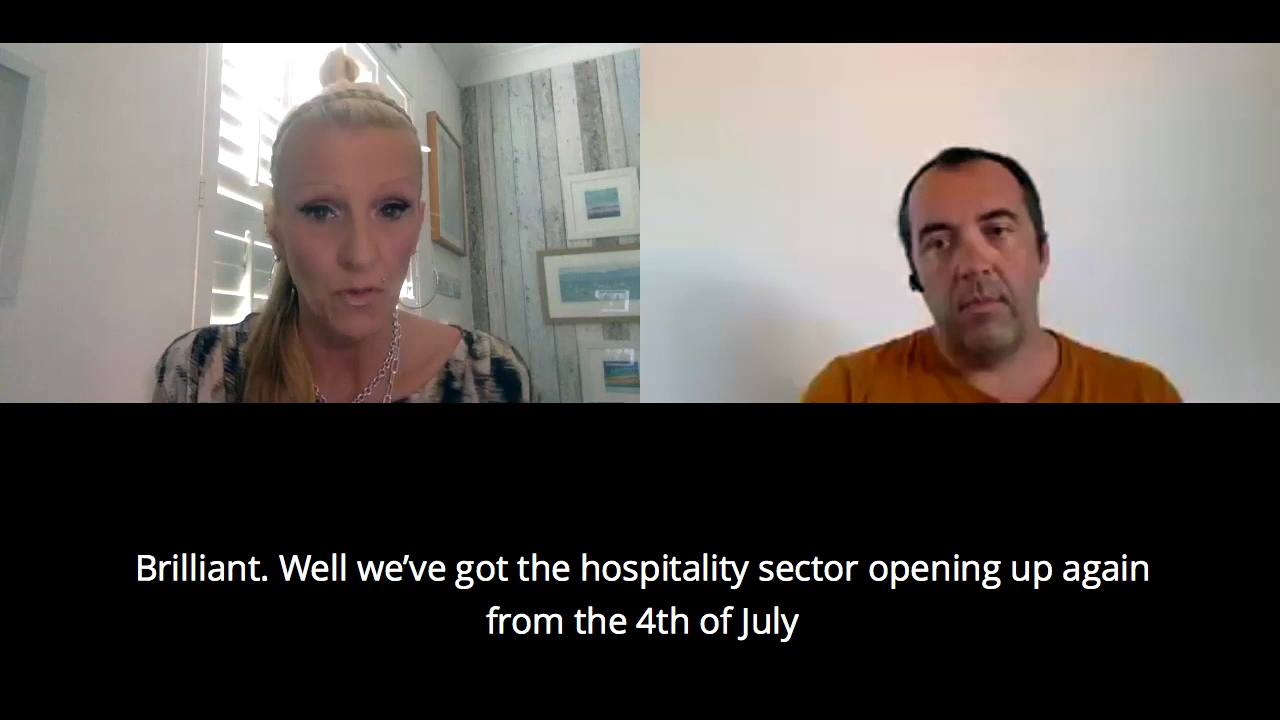 Brilliant. Well we’ve got the hospitality sector opening up again
from the 4th of July